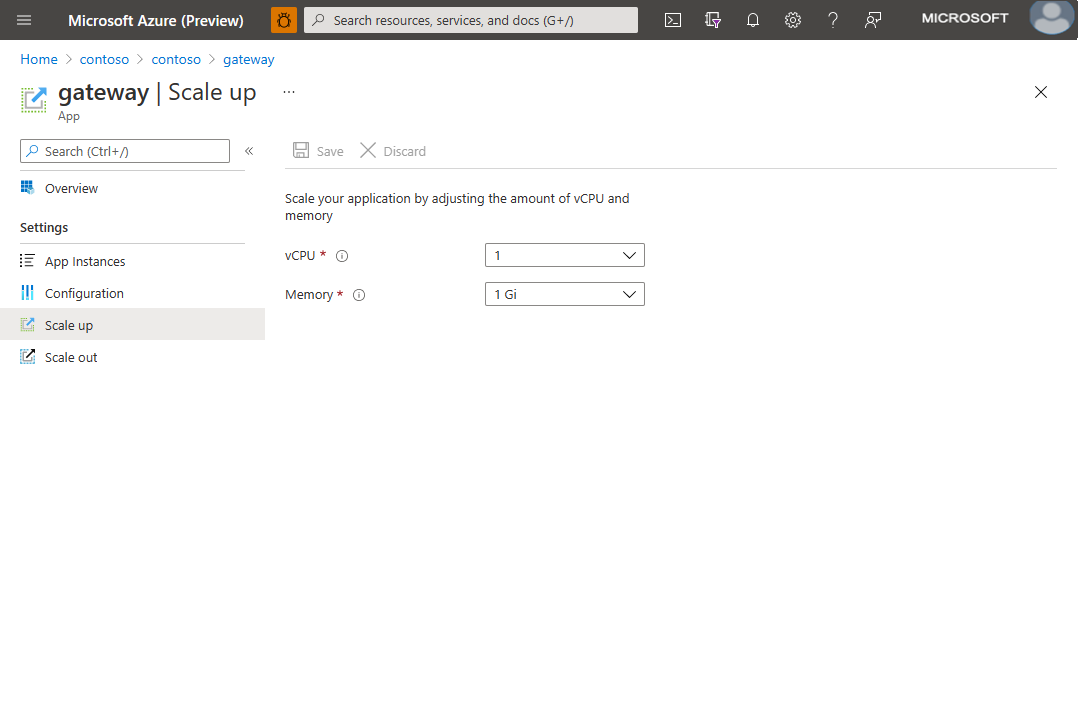 Microsoft Azure (Preview)
Search resources, services, and docs (G+/)
MICROSOFT
Home > contoso > contoso > gateway
gateway | Scale up
...
App
Search (Ctrl+/)
«
Save
Discard
Overview
Scale your application by adjusting the amount of vCPU and
memory
Settings
vCPU *
1
App Instances
Configuration
Memory *
1 Gi
Scale up
Scale out